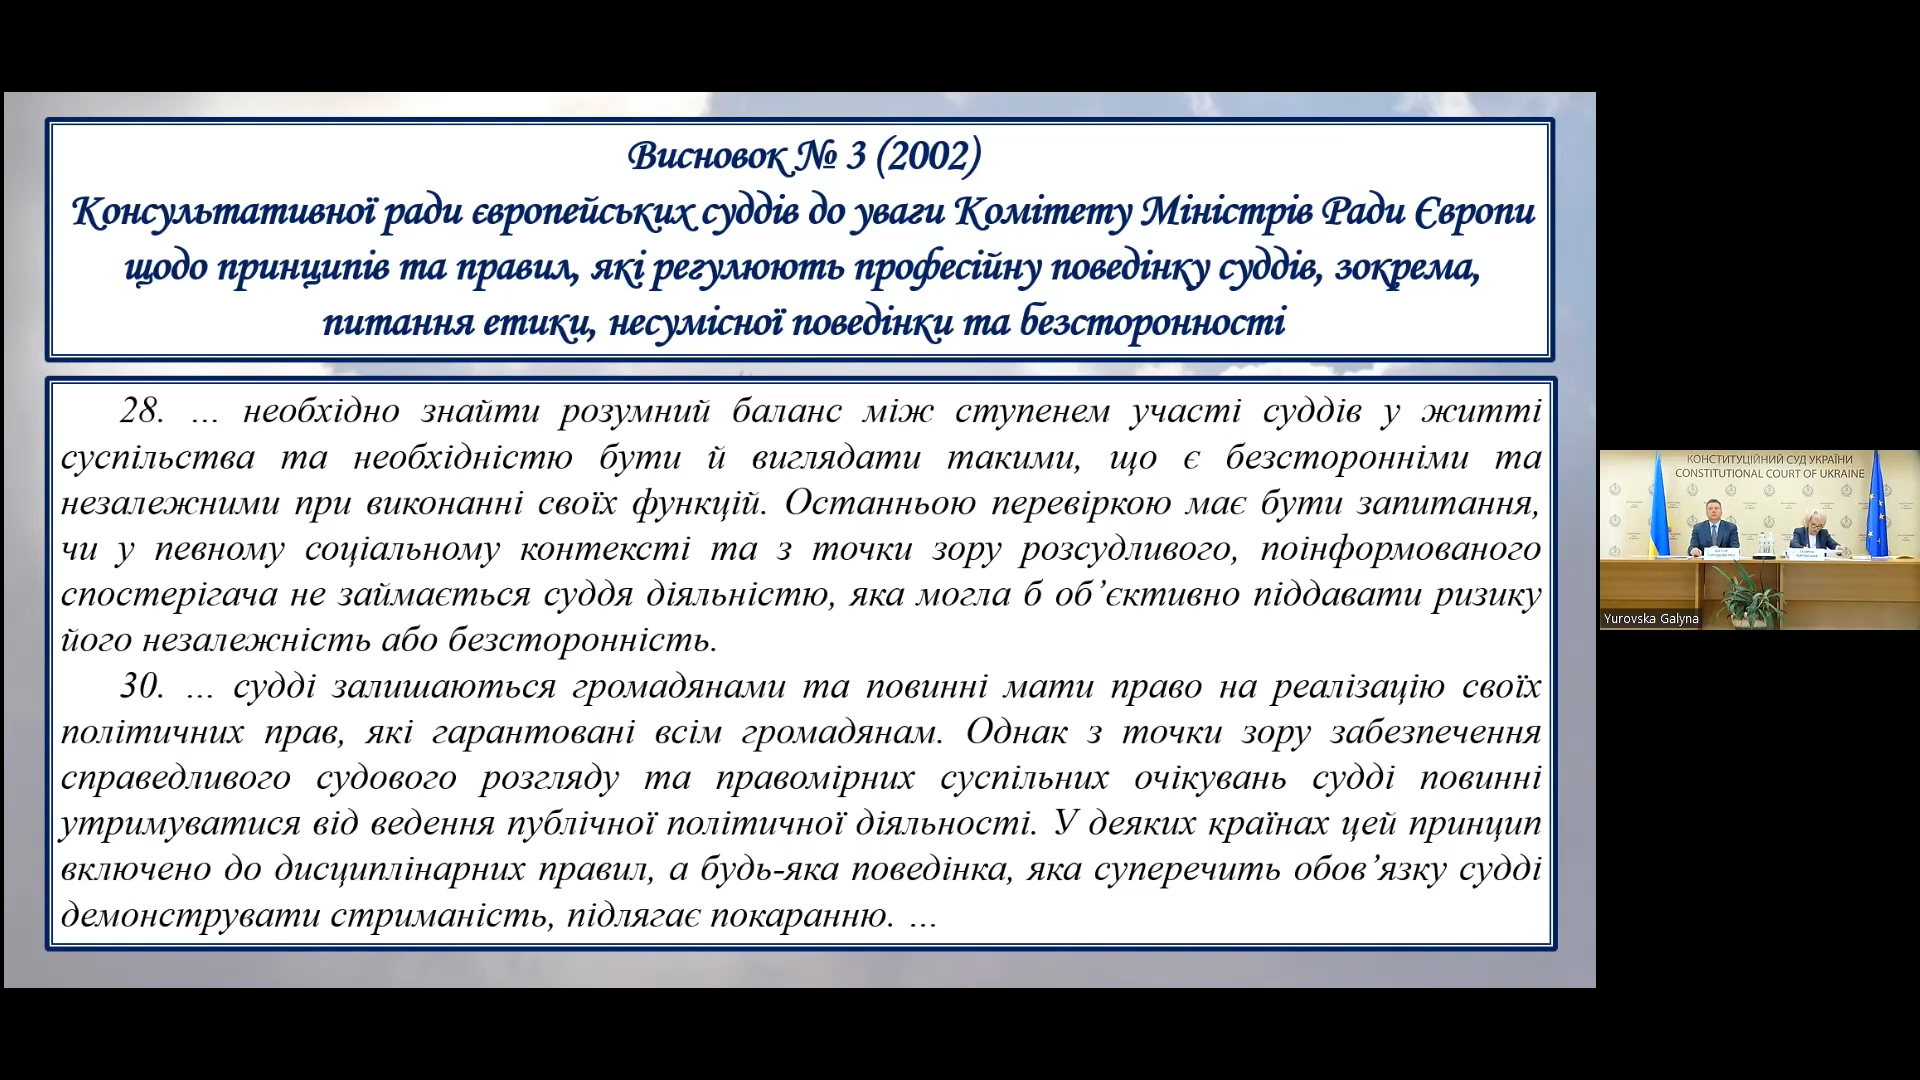 Висновок № 3 (2002)
Консультативної ради європейських суддів до уваги Комітету Міністрів Ради Європи
щодо принципів та правил, які регулюють професійну поведінку суддів, зокрема,
питання етики, несумісної поведінки та безсторонності
28. ... необхідно знайти розумний баланс між ступенем участі суддів у житті
суспільства та необхідністю бути й виглядати такими, що є безсторонніми та
незалежними при виконанні своїх функцій. Останньою перевіркою має бути запитання,
чи у певному соціальному контексті та з точки зору розсудливого, поінформованого
спостерігача не займається суддя діяльністю, яка могла б об’єктивно піддавати ризику
його незалежність або безсторонність.
30. ... судді залишаються громадянами та повинні мати право на реалізацію своїх
політичних прав, які гарантовані всім громадянам. Однак з точки зору забезпечення
справедливого судового розгляду та правомірних суспільних очікувань судді повинні
утримуватися від ведення публічної політичної діяльності. У деяких країнах цей принцип
включено до дисциплінарних правил, а будь-яка поведінка, яка суперечить обов’язку судді
демонструвати стриманість, підлягає покаранню. ...
КОНСТИТУЦІЙНИЙ СУД УКРАЇНИ
CONSTITUTIONAL COURT OF UKRAINE
Yurovska Galyna